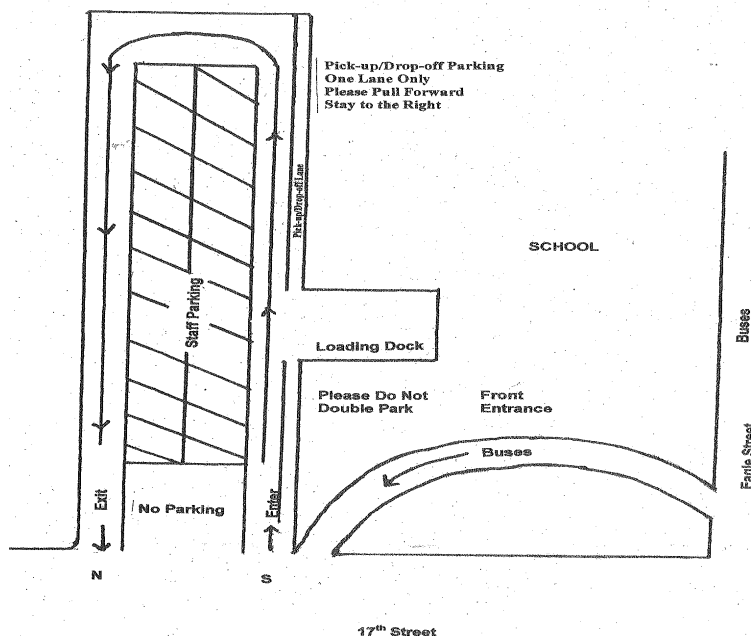 Pick-up/Drop-off Parking
One Lane Only
Please Pull Forward
Stay to the Right
Pick-up/Drop-off Lane
SCHOOL
Staff Parking
Loading Dock
Buses
Please Do Not
Double Park
Front
Entrance
Buses
Eagle Street
Exit
No Parking
Enter
N
S
17th Street